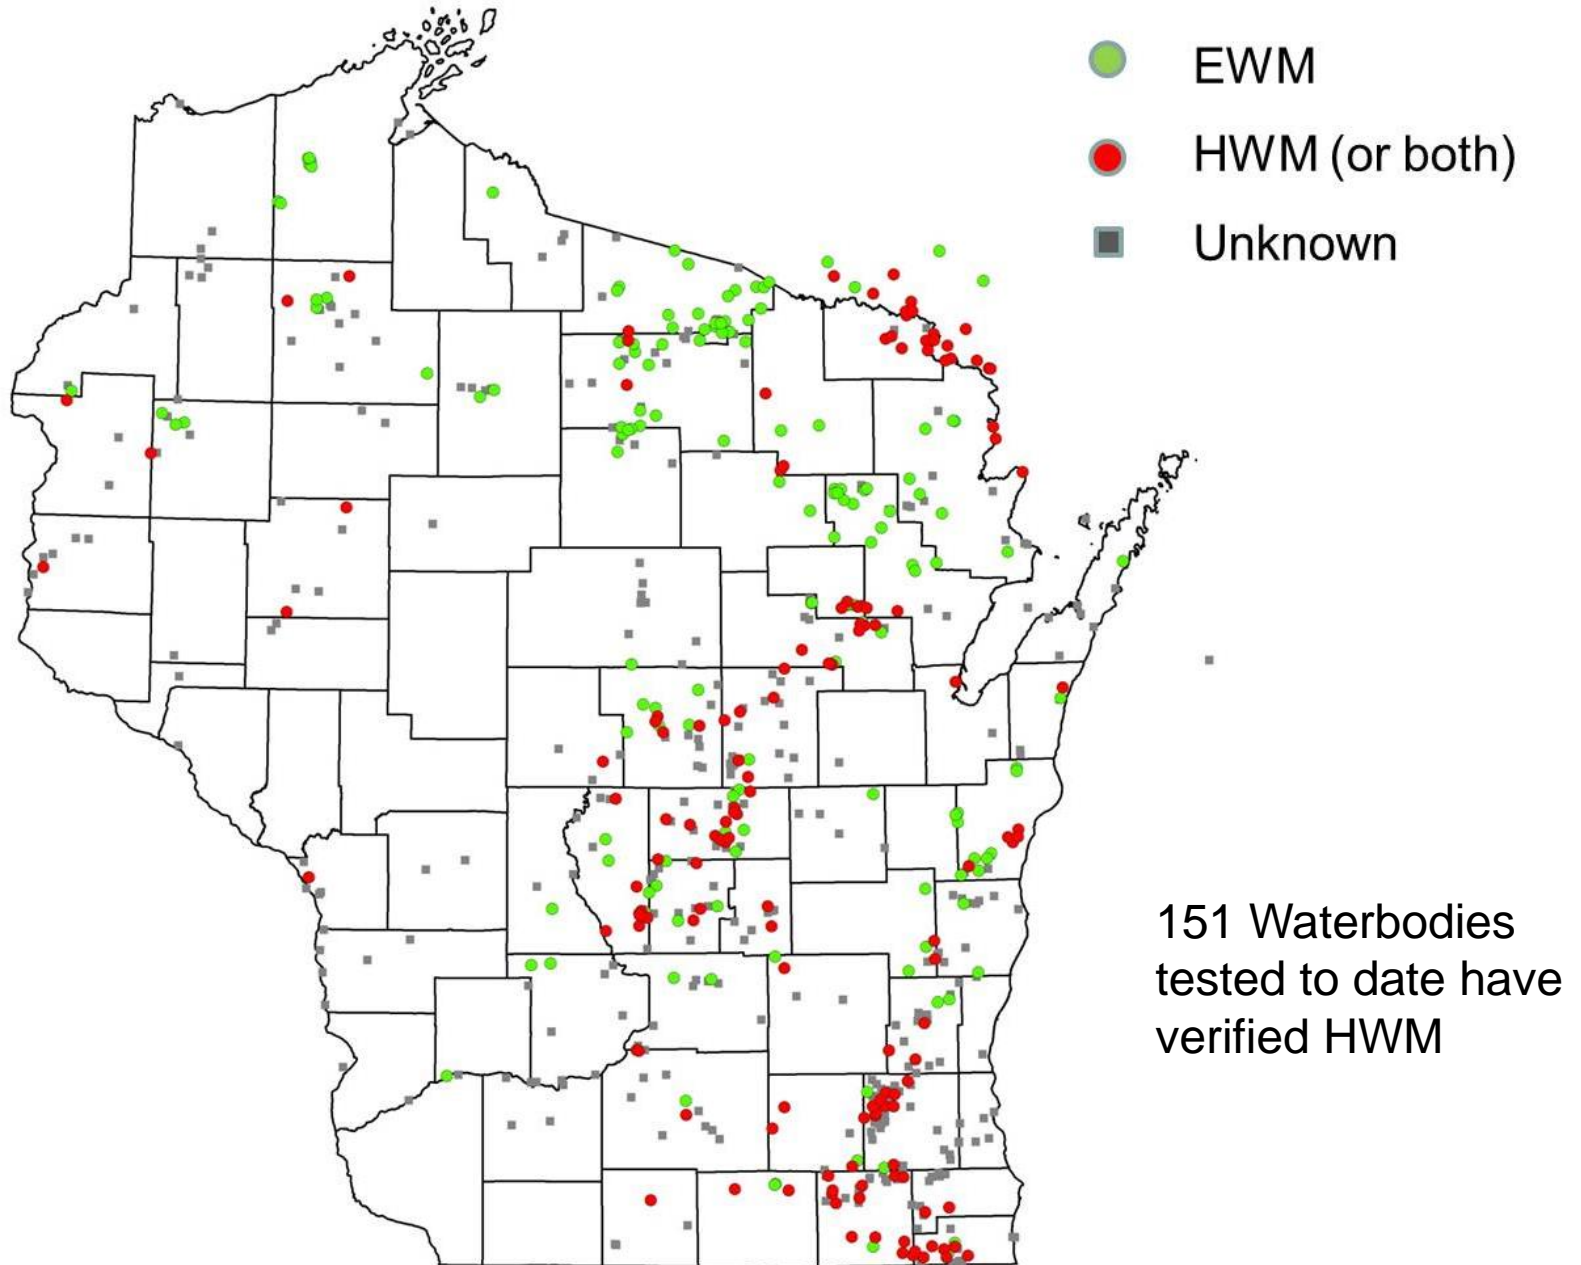 EWM
HWM (or both)
Unknown
151 Waterbodies
tested to date have
verified HWM